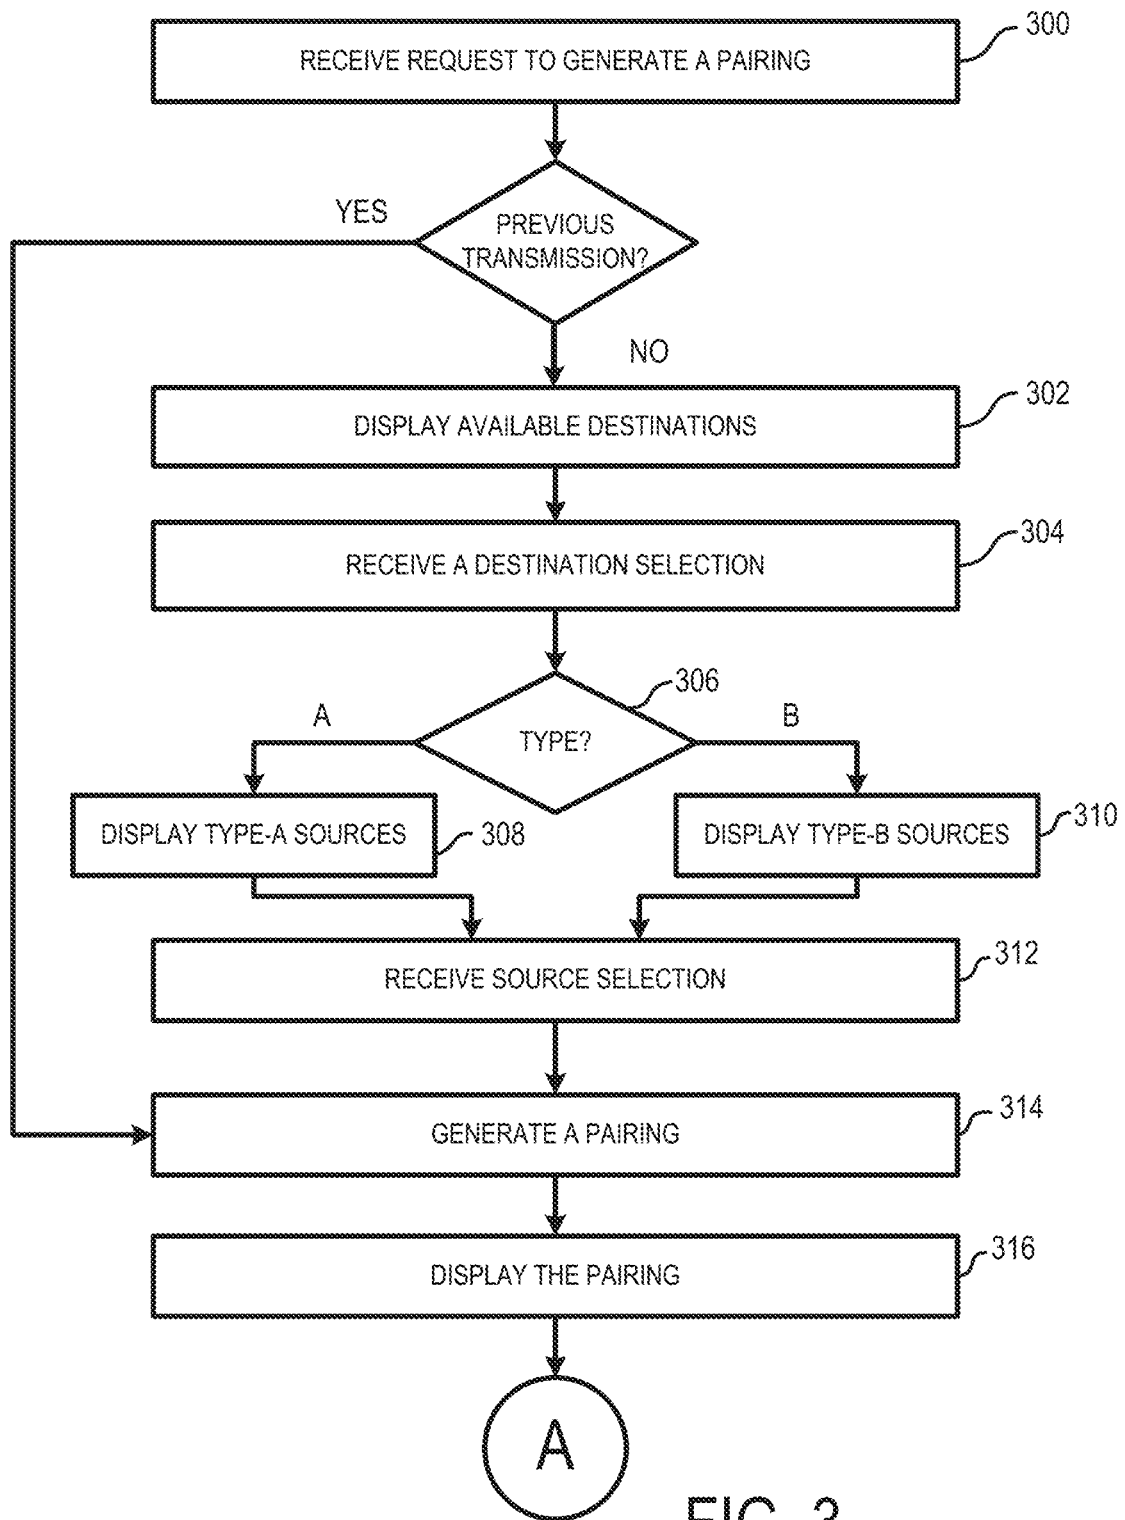 300
RECEIVE REQUEST TO GENERATE A PAIRING
YES
PREVIOUS
TRANSMISSION?
NO
302
DISPLAY AVAILABLE DESTINATIONS
304
RECEIVE A DESTINATION SELECTION
306
A
B
TYPE?
310
DISPLAY TYPE-A SOURCES
308
DISPLAY TYPE-B SOURCES
312
RECEIVE SOURCE SELECTION
314
GENERATE A PAIRING
316
DISPLAY THE PAIRING
A
FIG. 3